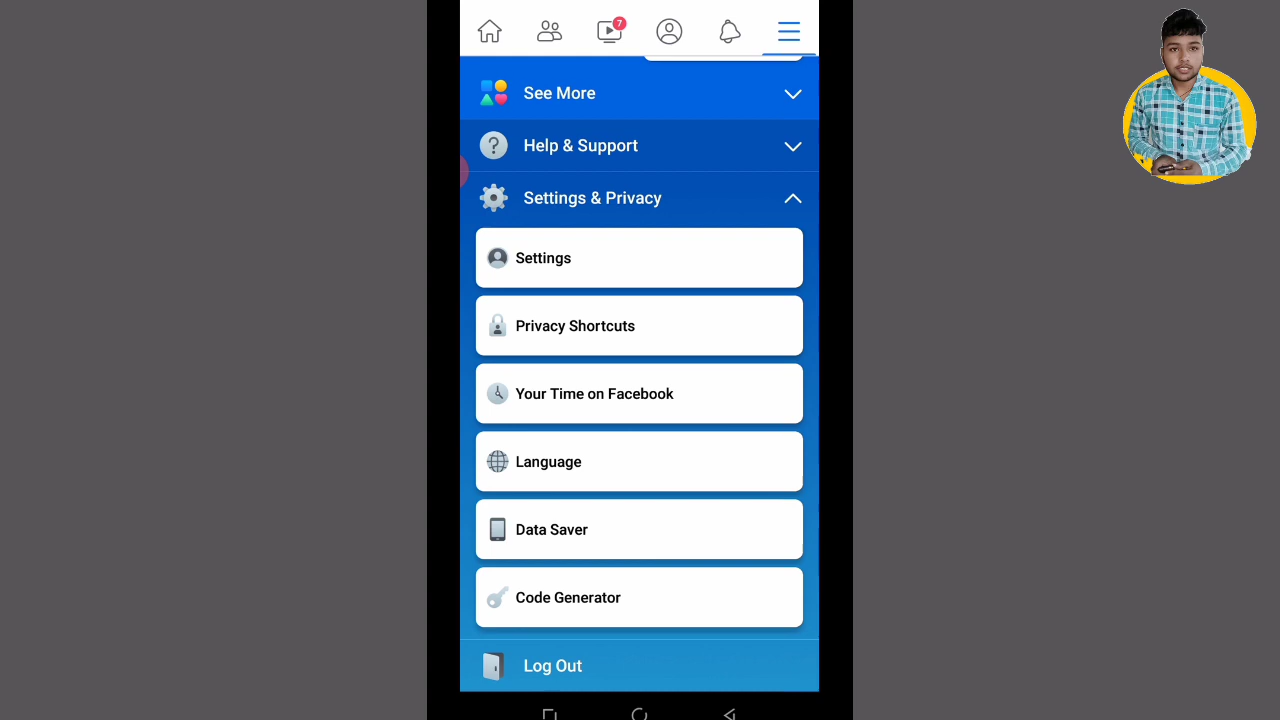 7
See More
Help & Support
Settings & Privacy
Settings
Privacy Shortcuts
Your Time on Facebook
Language
Data Saver
Code Generator
Log Out